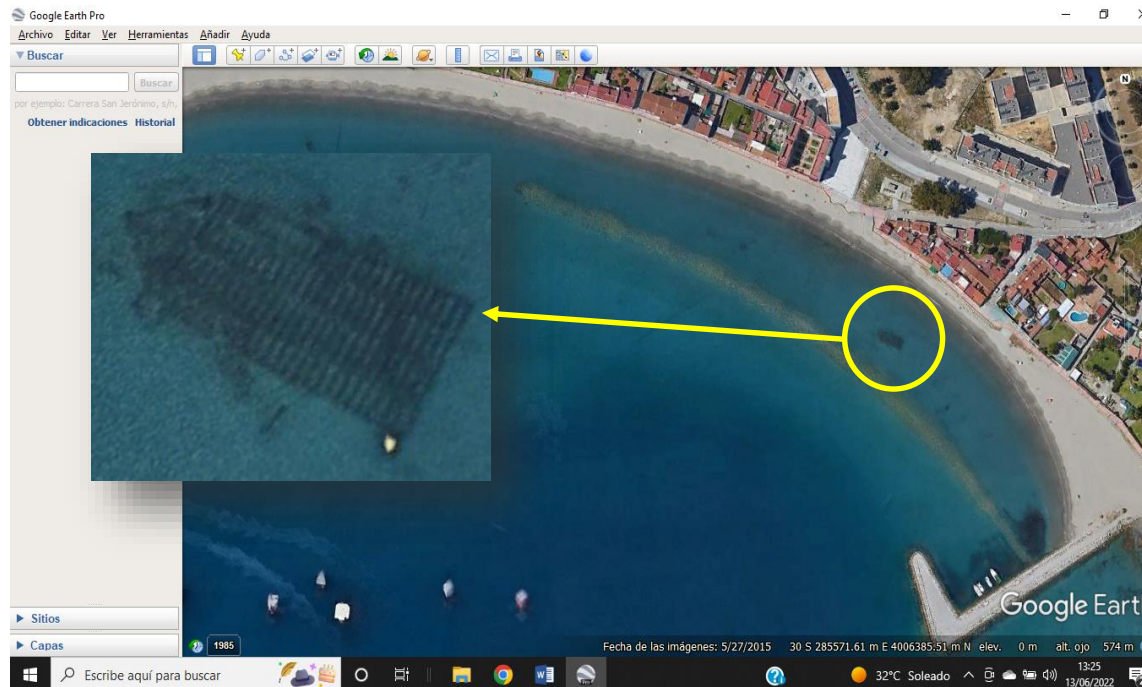 Google Earth Pro
Archivo Editar Ver Herramientas Añadir Ayuda
Buscar
Buscar
por ejemplo: Carrera San Jerónimo, s/n,
Obtener indicaciones Historial
N
Google Eart
Sitios
Capas
1985
Fecha de las imágenes: 5/27/2015 30 S 285571.61 m E 4006385.51 m N elev. 0 m alt. ojo 574 m
Escribe aquí para buscar
32°C Soleado
13:25
13/06/2022